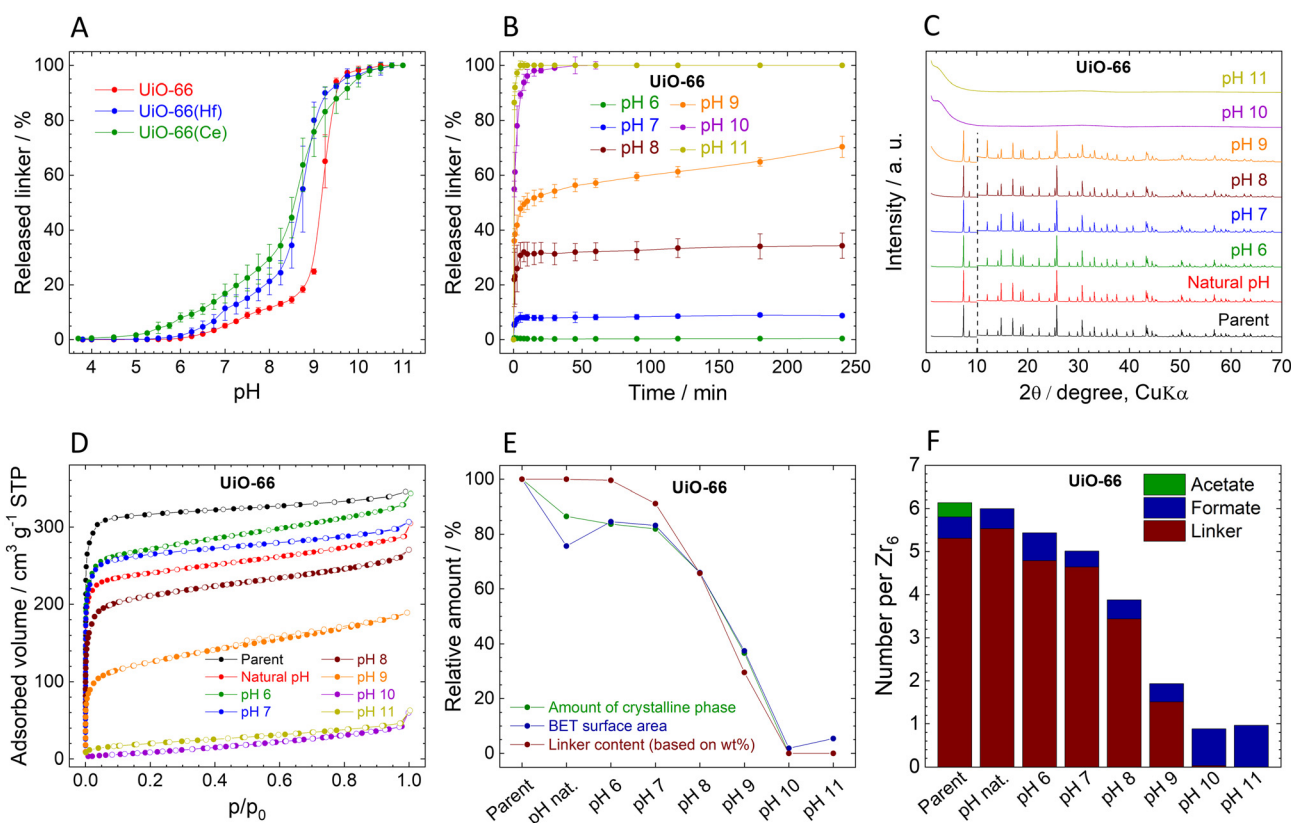 A
Released linker / %
100
80
60
40
20
0
UiO-66
UiO-66(Hf)
UiO-66(Ce)
4 5 6 7 8 9 10 11
pH
B
Released linker / %
100
80
60
40
20
0
UiO-66
pH 6
pH 7
pH 8
pH 9
pH 10
pH 11
0 50 100 150 200 250
Time / min
C
Intensity / a. u.
UiO-66
pH 11
pH 10
pH 9
pH 8
pH 7
pH 6
Natural pH
Parent
0 10 20 30 40 50 60 70
2θ / degree, CuKα
D
Adsorbed volume / cm³ g⁻¹ STP
300
200
100
0
UiO-66
Parent
Natural pH
pH 6
pH 7
pH 8
pH 9
pH 10
pH 11
0.0 0.2 0.4 0.6 0.8 1.0
p/p₀
E
Relative amount / %
100
80
60
40
20
0
UiO-66
Amount of crystalline phase
BET surface area
Linker content (based on wt%)
Parent
pH nat.
pH 6
pH 7
pH 8
pH 9
pH 10
pH 11
F
Number per Zr₆
7
6
5
4
3
2
1
0
UiO-66
Acetate
Formate
Linker
Parent
pH nat.
pH 6
pH 7
pH 8
pH 9
pH 10
pH 11